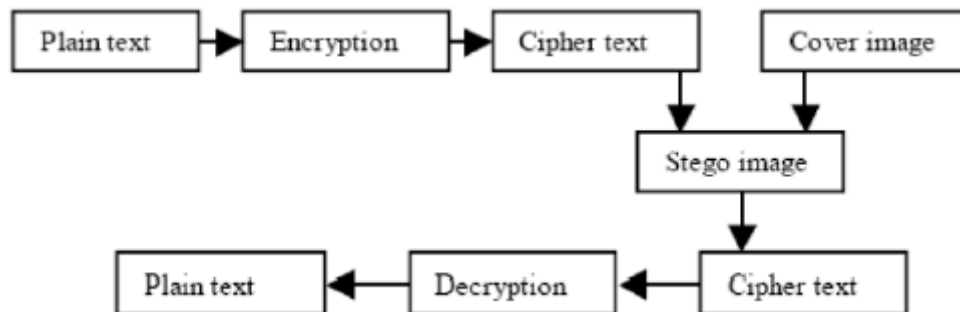 Plain text
Encryption
Cipher text
Cover image
Stego image
Plain text
Decryption
Cipher text